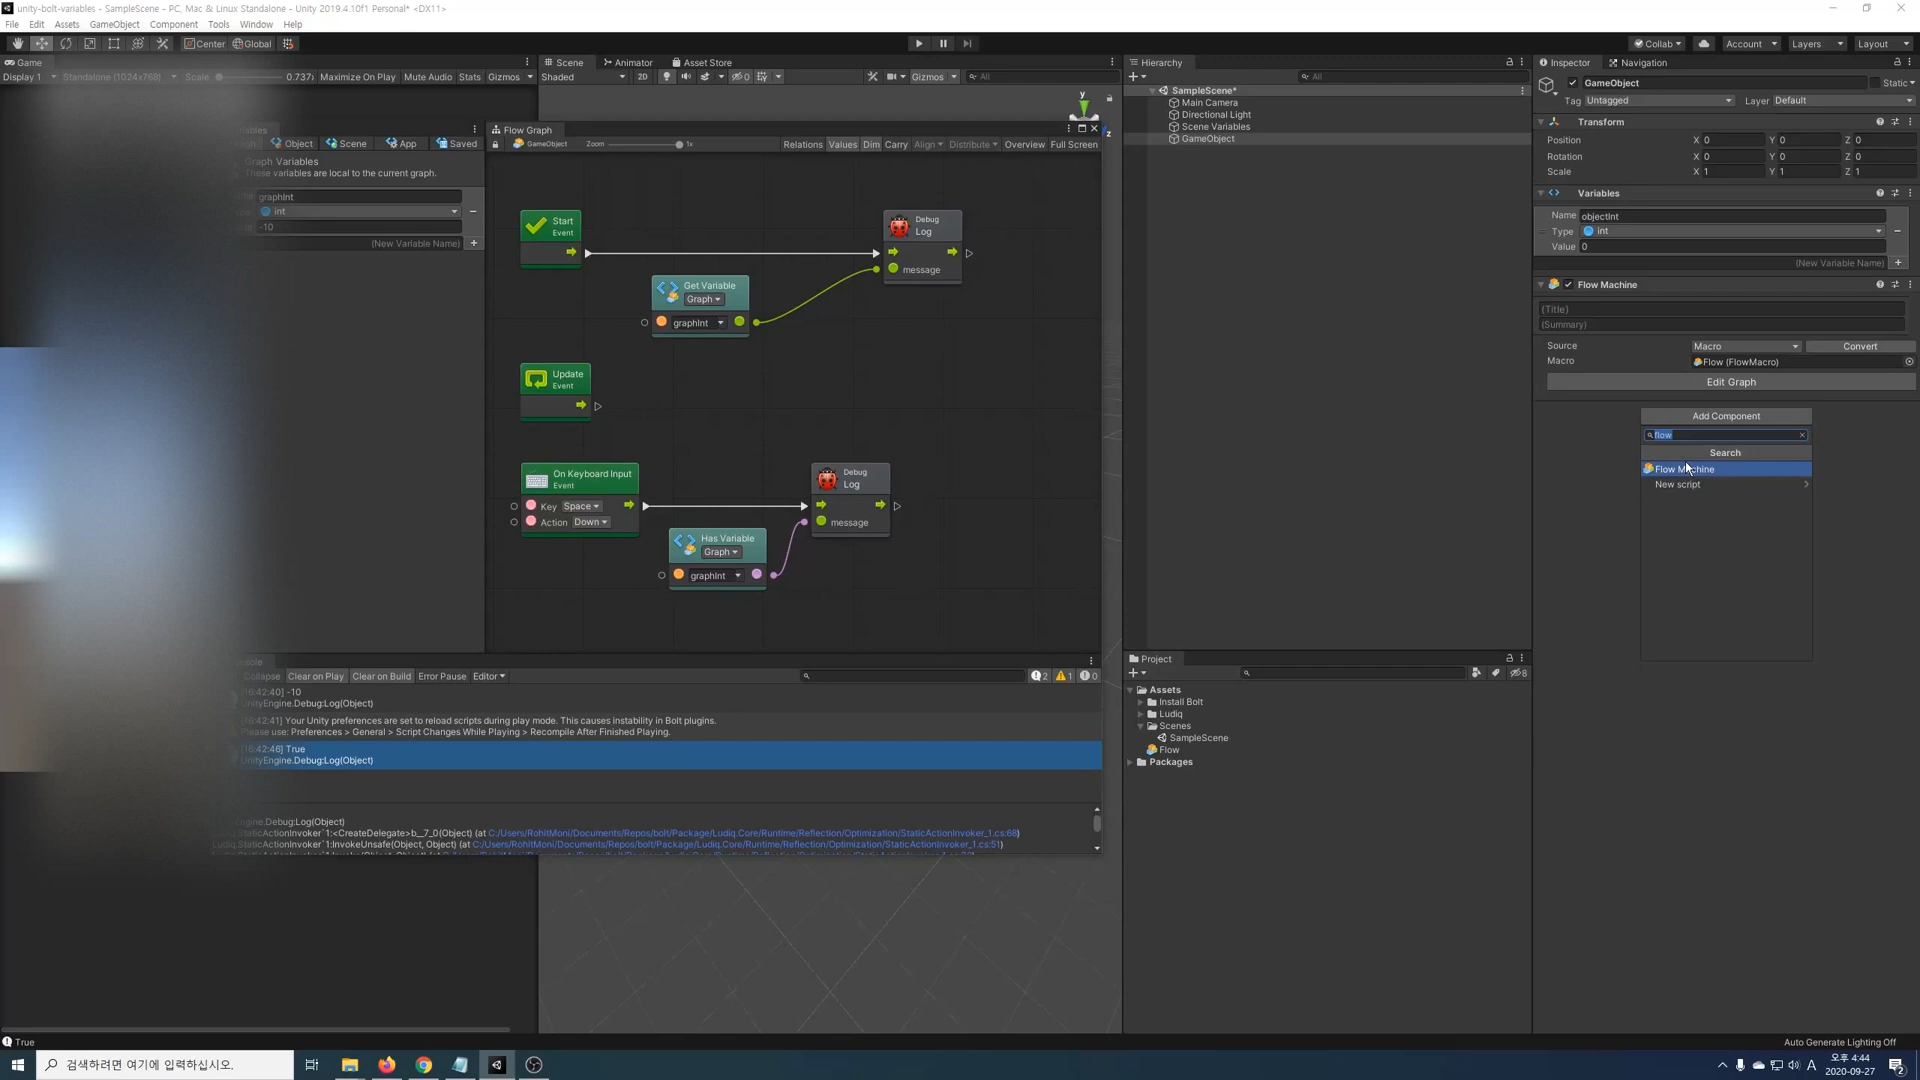 unity-bolt-variables - SampleScene - PC, Mac & Linux Standalone - Unity 2019.4.10f1 Personal* <DX11>
File Edit Assets GameObject Component Tools Window Help
Center Global
Collab Account Layers Layout
Game
Display 1 Standalone (1024x768) Scale 0.737 Maximize On Play Mute Audio Stats Gizmos
Scene Animator Asset Store
Shaded 2D 0 Gizmos All
y
z
Object Scene App Saved
Graph Variables
These variables are local to the current graph.
graphInt
int
-10
(New Variable Name)
Flow Graph
GameObject Zoom 1x Relations Values Dim Carry Align Distribute Overview Full Screen
Start
Event
Debug
Log
message
Get Variable
Graph
graphInt
Update
Event
On Keyboard Input
Event
Key Space
Action Down
Debug
Log
message
Has Variable
Graph
graphInt
Collapse Clear on Play Clear on Build Error Pause Editor 2 1 0
[16:42:40] -10
UnityEngine.Debug:Log(Object)
[16:42:41] Your Unity preferences are set to reload scripts during play mode. This causes instability in Bolt plugins.
Please use: Preferences > General > Script Changes While Playing > Recompile After Finished Playing.
[16:42:46] True
UnityEngine.Debug:Log(Object)
Engine.Debug:Log(Object)
StaticActionInvoker`1:<CreateDelegate>b__7_0(Object) (at C:/Users/RohitMoni/Documents/Repos/bolt/Package/Ludiq.Core/Runtime/Reflection/Optimization/StaticActionInvoker_1.cs:68)
Ludiq.StaticActionInvoker`1:InvokeUnsafe(Object, Object) (at C:/Users/RohitMoni/Documents/Repos/bolt/Package/Ludiq.Core/Runtime/Reflection/Optimization/StaticActionInvoker_1.cs:51)
Hierarchy
All
SampleScene*
Main Camera
Directional Light
Scene Variables
GameObject
Project
8
Assets
Install Bolt
Ludiq
Scenes
SampleScene
Flow
Packages
Inspector Navigation
GameObject Static
Tag Untagged Layer Default
Transform
Position X 0 Y 0 Z 0
Rotation X 0 Y 0 Z 0
Scale X 1 Y 1 Z 1
Variables
Name objectInt
Type int
Value 0
(New Variable Name)
Flow Machine
(Title)
(Summary)
Source Macro Convert
Macro Flow (FlowMacro)
Edit Graph
Add Component
flow
Search
Flow Machine
New script
True
Auto Generate Lighting Off
검색하려면 여기에 입력하십시오.
A 오후 4:44
2020-09-27
2